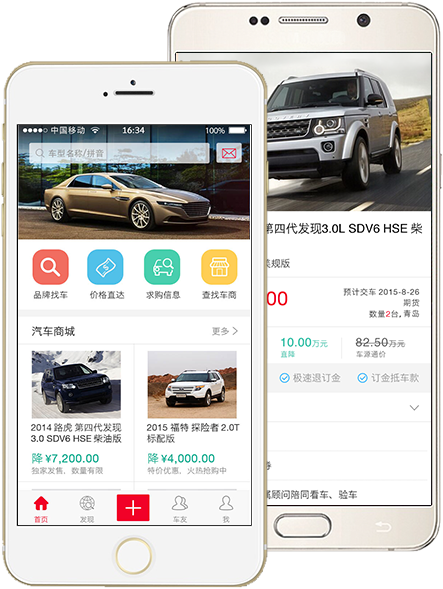 中国移动
16:34
100%
车型名称/拼音
品牌找车
价格直达
求购信息
查找车商
汽车商城
更多
2014 路虎 第四代发现
3.0 SDV6 HSE 柴油版
降 ¥7,200.00
独家发售，数量有限
2015 福特 探险者 2.0T
标配版
降 ¥4,000.00
特价优惠，火热抢购中
首页
发现
车友
我
第四代发现3.0L SDV6 HSE 柴
规版
00
预计交车 2015-8-26
期货
数量2台, 青岛
10.00万元
直降
82.50万元
车源通价
极速退订金
订金抵车款
顾问陪同看车、验车